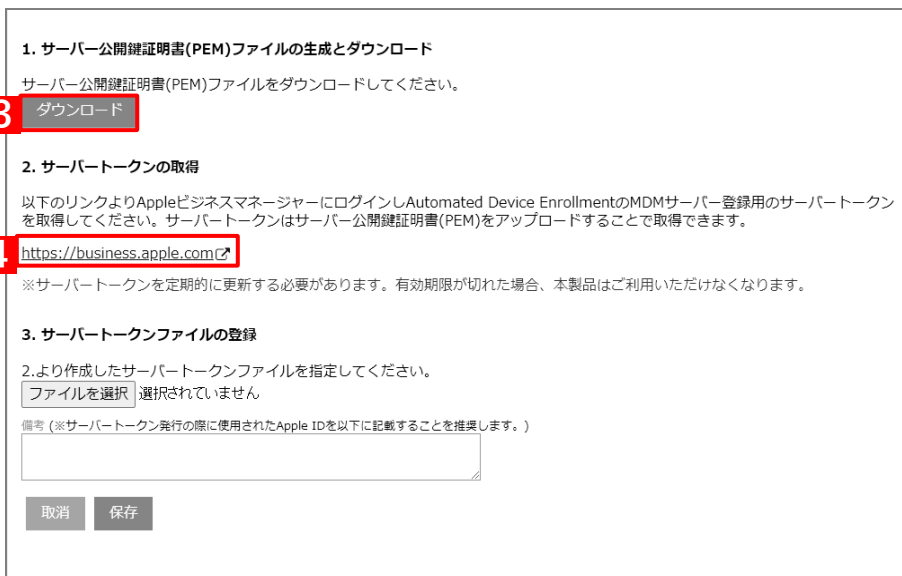 1. サーバー公開鍵証明書(PEM)ファイルの生成とダウンロード
サーバー公開鍵証明書(PEM)ファイルをダウンロードしてください。
3
ダウンロード
2. サーバートークンの取得
以下のリンクよりAppleビジネスマネージャーにログインしAutomated Device EnrollmentのMDMサーバー登録用のサーバートークン
を取得してください。サーバートークンはサーバー公開鍵証明書(PEM)をアップロードすることで取得できます。
4
https://business.apple.com
※サーバートークンを定期的に更新する必要があります。有効期限が切れた場合、本製品はご利用いただけなくなります。
3. サーバートークンファイルの登録
2.より作成したサーバートークンファイルを指定してください。
ファイルを選択 選択されていません
備考 (※サーバートークン発行の際に使用されたApple IDを以下に記載することを推奨します。)
取消 保存